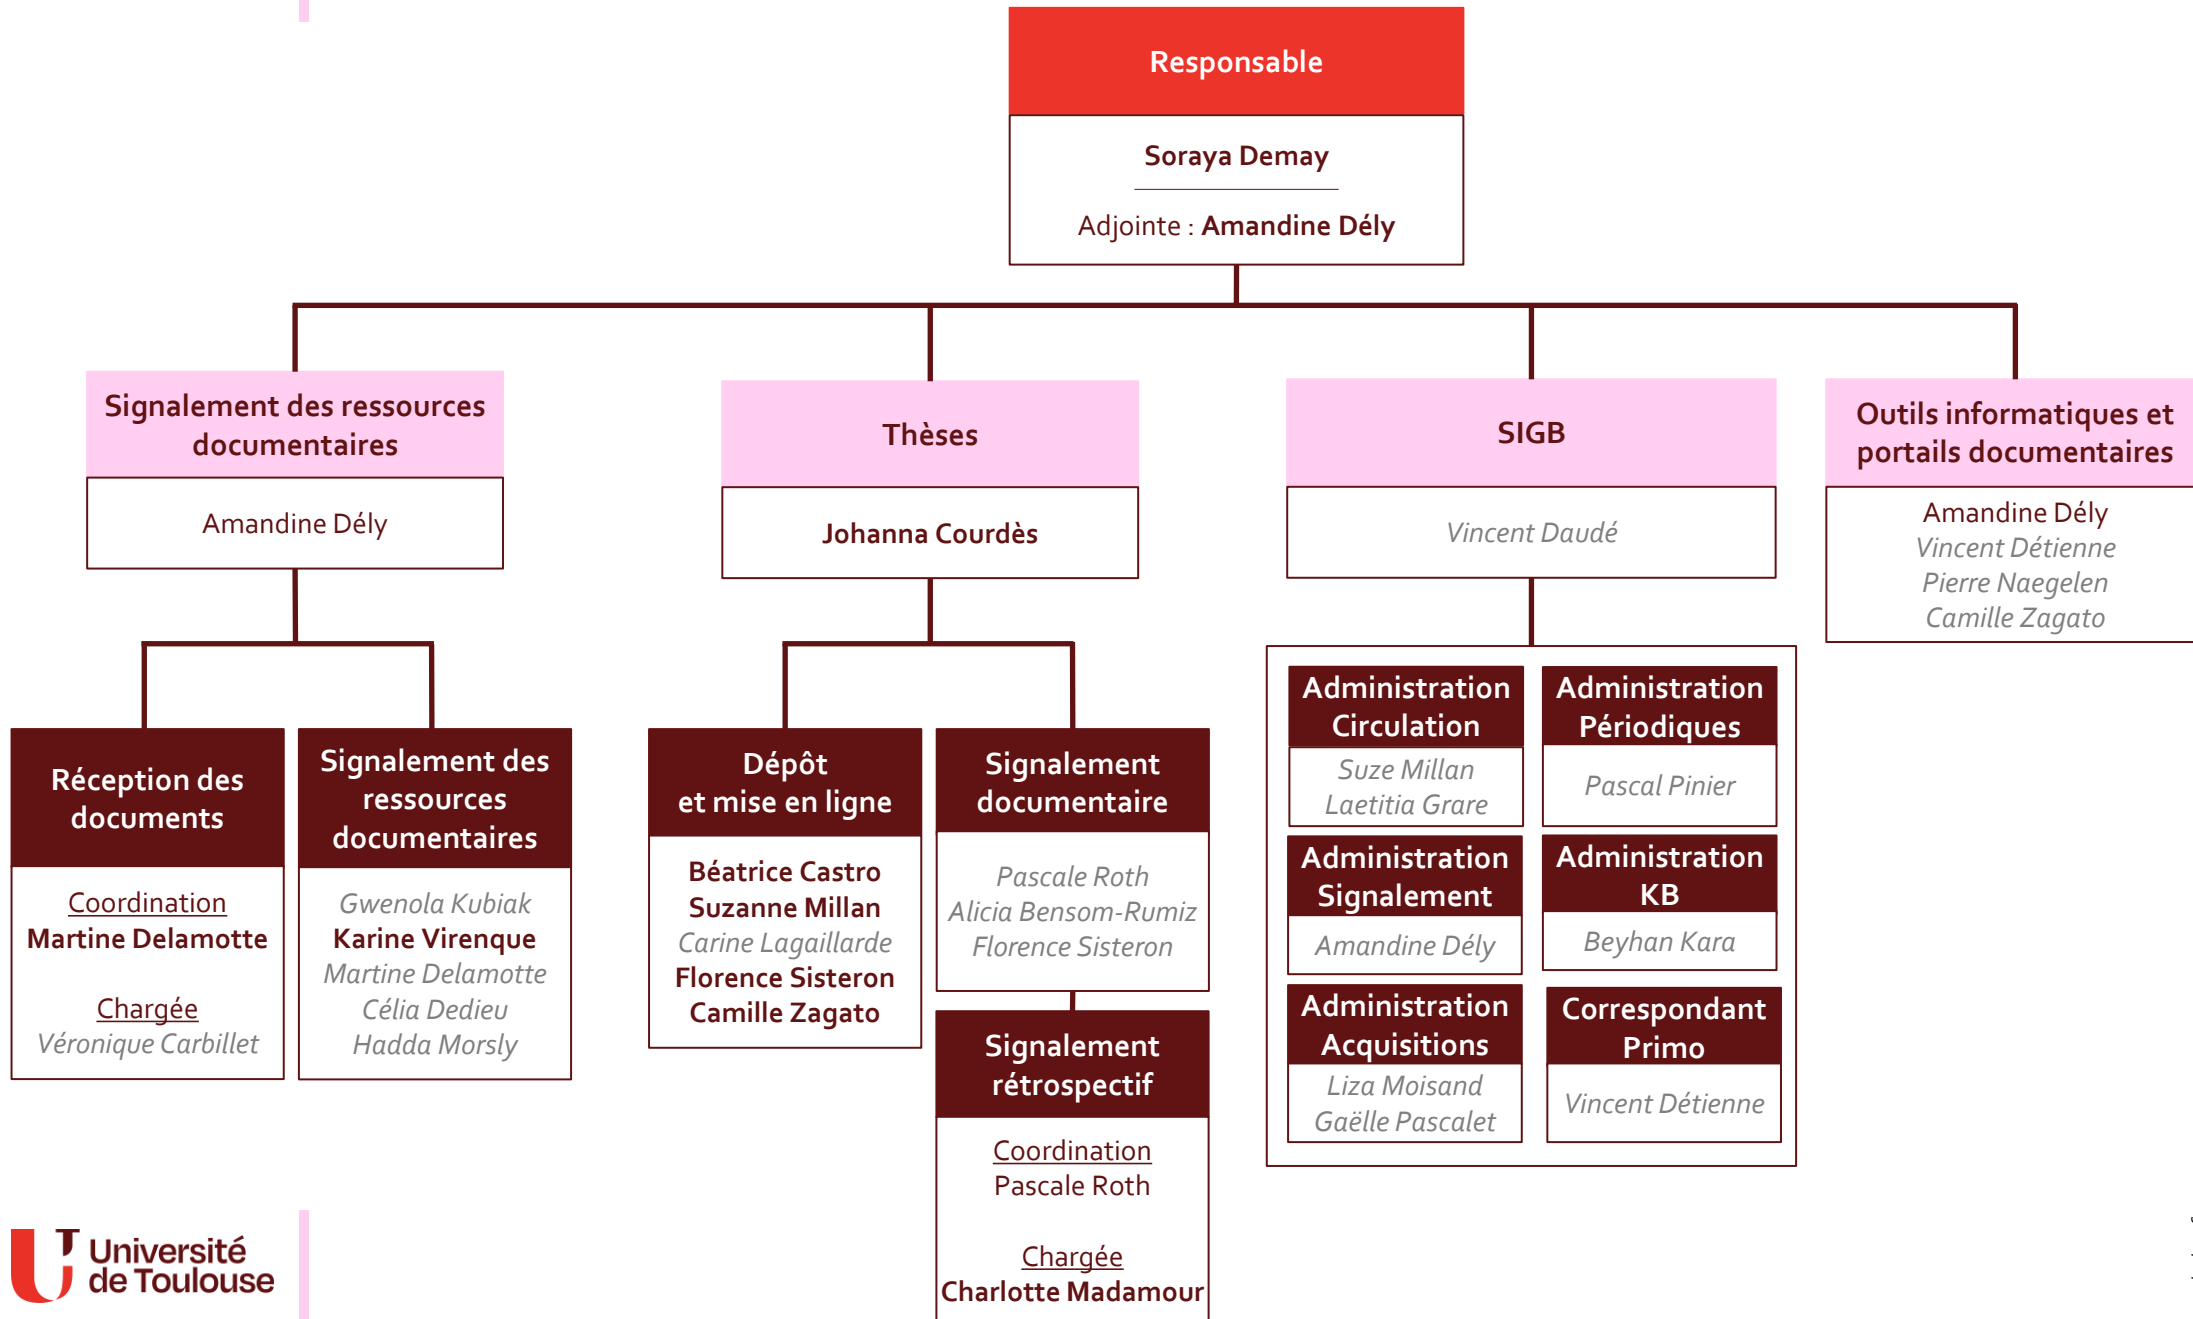 Responsable
Soraya Demay
Adjointe : Amandine Dély
Signalement des ressources
documentaires
Amandine Dély
Réception des
documents
Coordination
Martine Delamotte
Chargée
Véronique Carbillet
Signalement des
ressources
documentaires
Gwenola Kubiak
Karine Virenque
Martine Delamotte
Célia Dedieu
Hadda Morsly
Thèses
Johanna Courdès
Dépôt
et mise en ligne
Béatrice Castro
Suzanne Millan
Carine Lagaillarde
Florence Sisteron
Camille Zagato
Signalement
documentaire
Pascale Roth
Alicia Bensom-Rumiz
Florence Sisteron
Signalement
rétrospectif
Coordination
Pascale Roth
Chargée
Charlotte Madamour
SIGB
Vincent Daudé
Administration
Circulation
Suze Millan
Laetitia Grare
Administration
Périodiques
Pascal Pinier
Administration
Signalement
Amandine Dély
Administration
KB
Beyhan Kara
Administration
Acquisitions
Liza Moisand
Gaëlle Pascalet
Correspondant
Primo
Vincent Détienne
Outils informatiques et
portails documentaires
Amandine Dély
Vincent Détienne
Pierre Naegelen
Camille Zagato
Université
de Toulouse